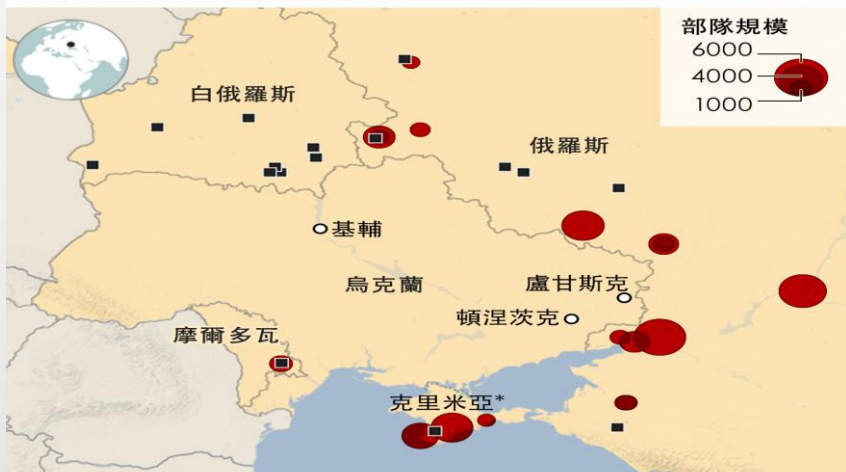 部隊規模
6000
4000
1000
白俄羅斯
俄羅斯
基輔
烏克蘭
盧甘斯克
頓涅茨克
摩爾多瓦
克里米亞*